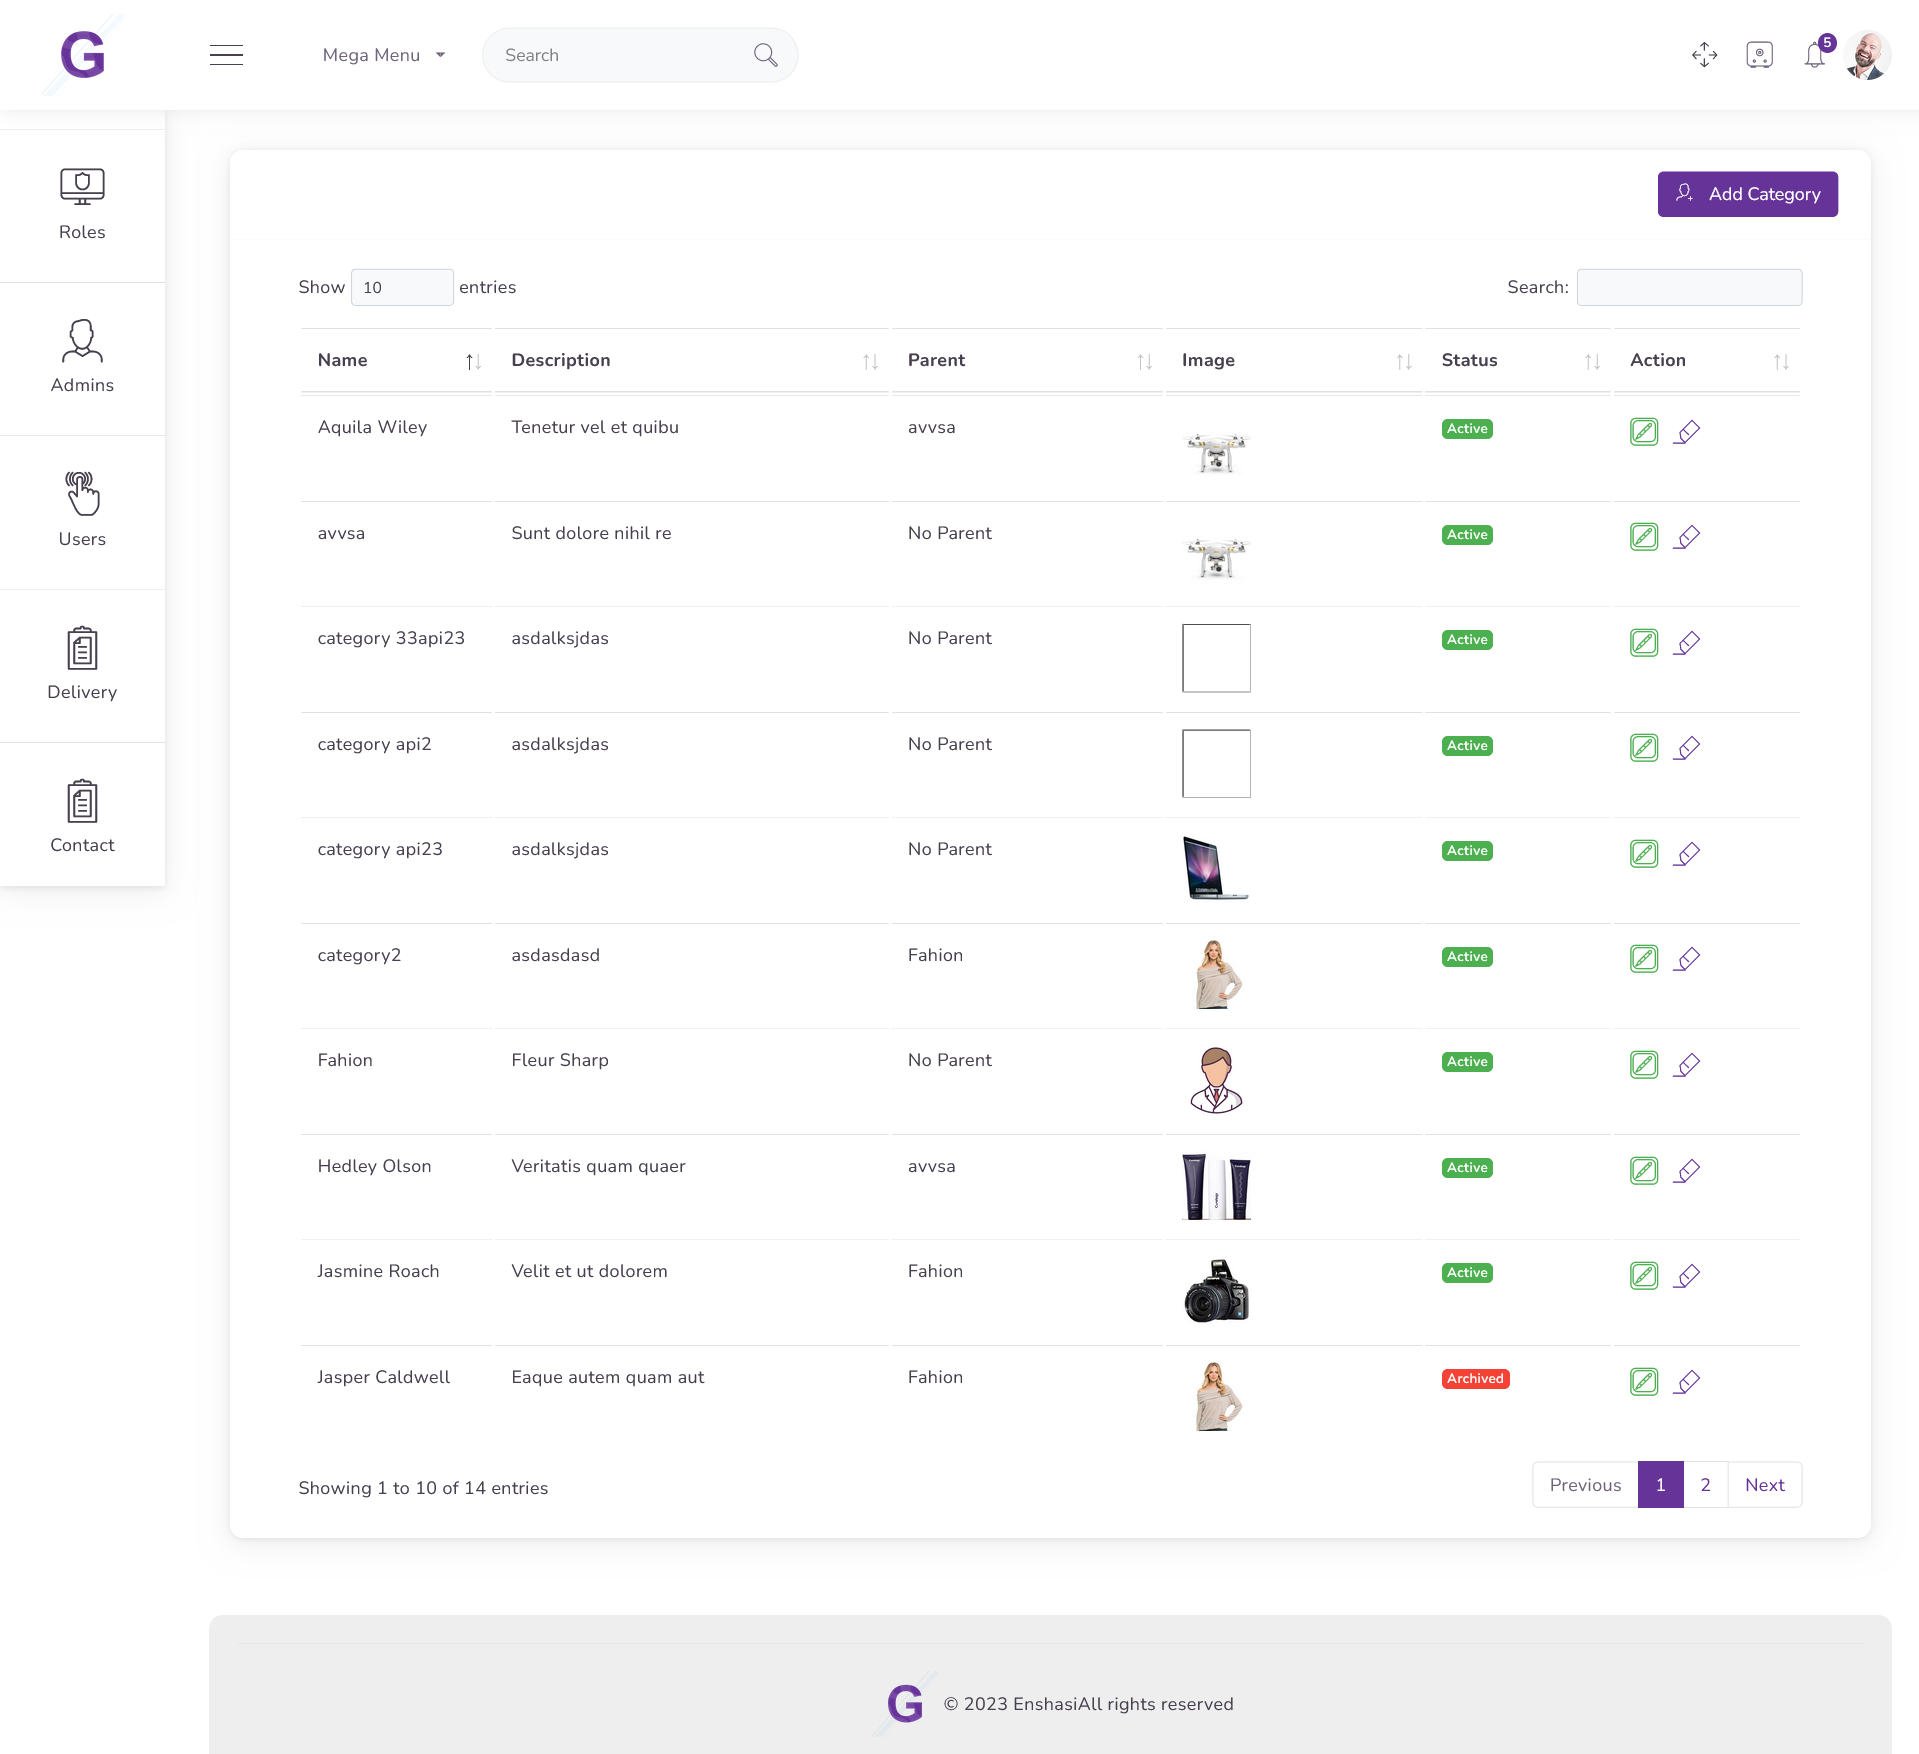 G
Mega Menu
Search
5
Roles
Admins
Users
Delivery
Contact
Add Category
Show 10 entries
Search:
Name Description Parent Image Status Action
Aquila Wiley Tenetur vel et quibu avvsa Active
avvsa Sunt dolore nihil re No Parent Active
category 33api23 asdalksjdas No Parent Active
category api2 asdalksjdas No Parent Active
category api23 asdalksjdas No Parent Active
category2 asdasdasd Fahion Active
Fahion Fleur Sharp No Parent Active
Hedley Olson Veritatis quam quaer avvsa Active
Jasmine Roach Velit et ut dolorem Fahion Active
Jasper Caldwell Eaque autem quam aut Fahion Archived
Showing 1 to 10 of 14 entries
Previous 1 2 Next
G © 2023 EnshasiAll rights reserved